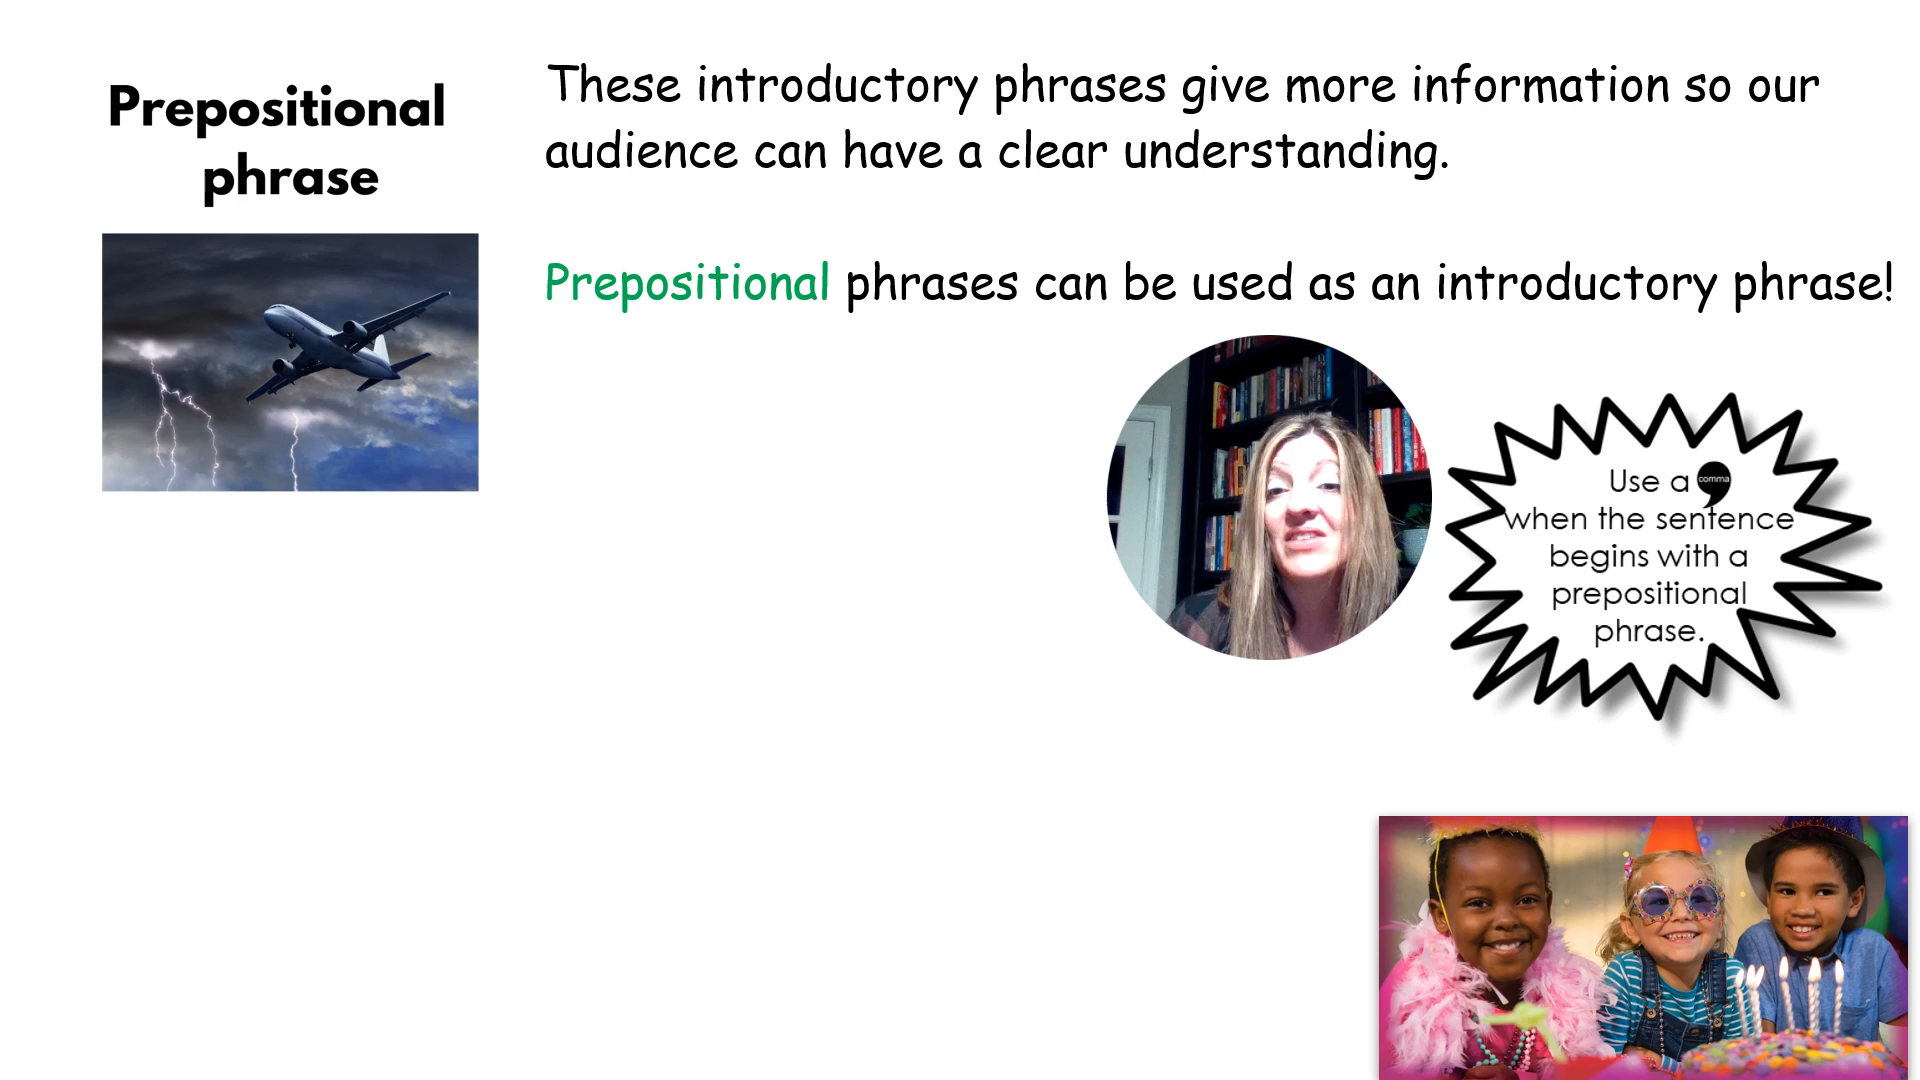 Prepositional
phrase
These introductory phrases give more information so our
audience can have a clear understanding.
Prepositional phrases can be used as an introductory phrase!
Use a comma
when the sentence
begins with a
prepositional
phrase.